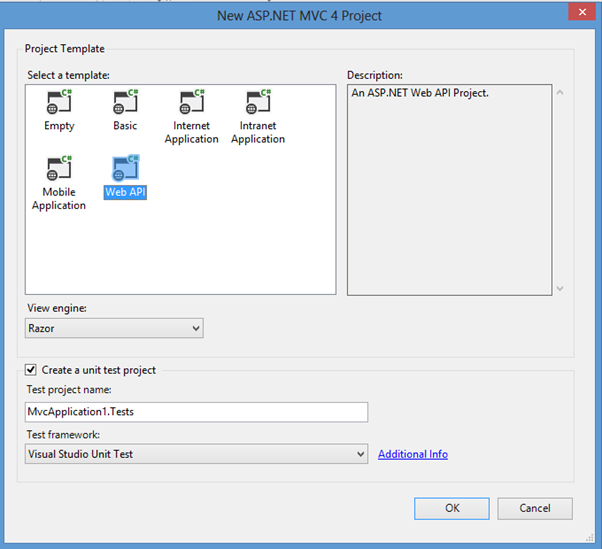 New ASP.NET MVC 4 Project
Project Template
Select a template:
Description:
C# C# C# C#
Empty Basic Internet Application Intranet Application
C# C#
Mobile Application Web API
An ASP.NET Web API Project.
View engine:
Razor
Create a unit test project
Test project name:
MvcApplication1.Tests
Test framework:
Visual Studio Unit Test
Additional Info
OK
Cancel